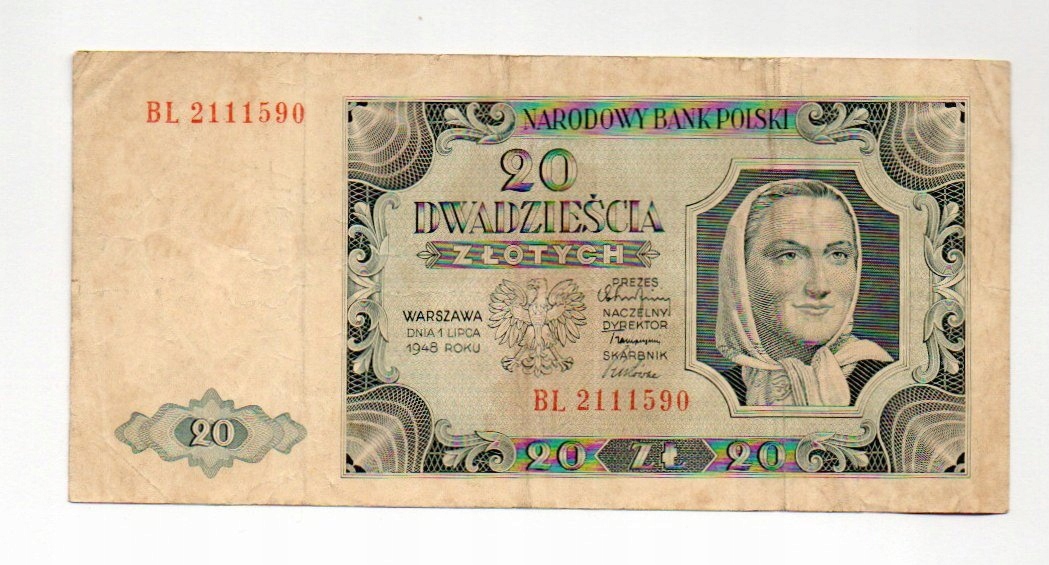 BL 2111590
NARODOWY BANK POLSKI
20
DWADZIEŚCIA
ZŁOTYCH
WARSZAWA
DNIA 1 LIPCA
1948 ROKU
PREZES
NACZELNY
DYREKTOR
SKARBNIK
BL 2111590
20
20 ZŁ 20